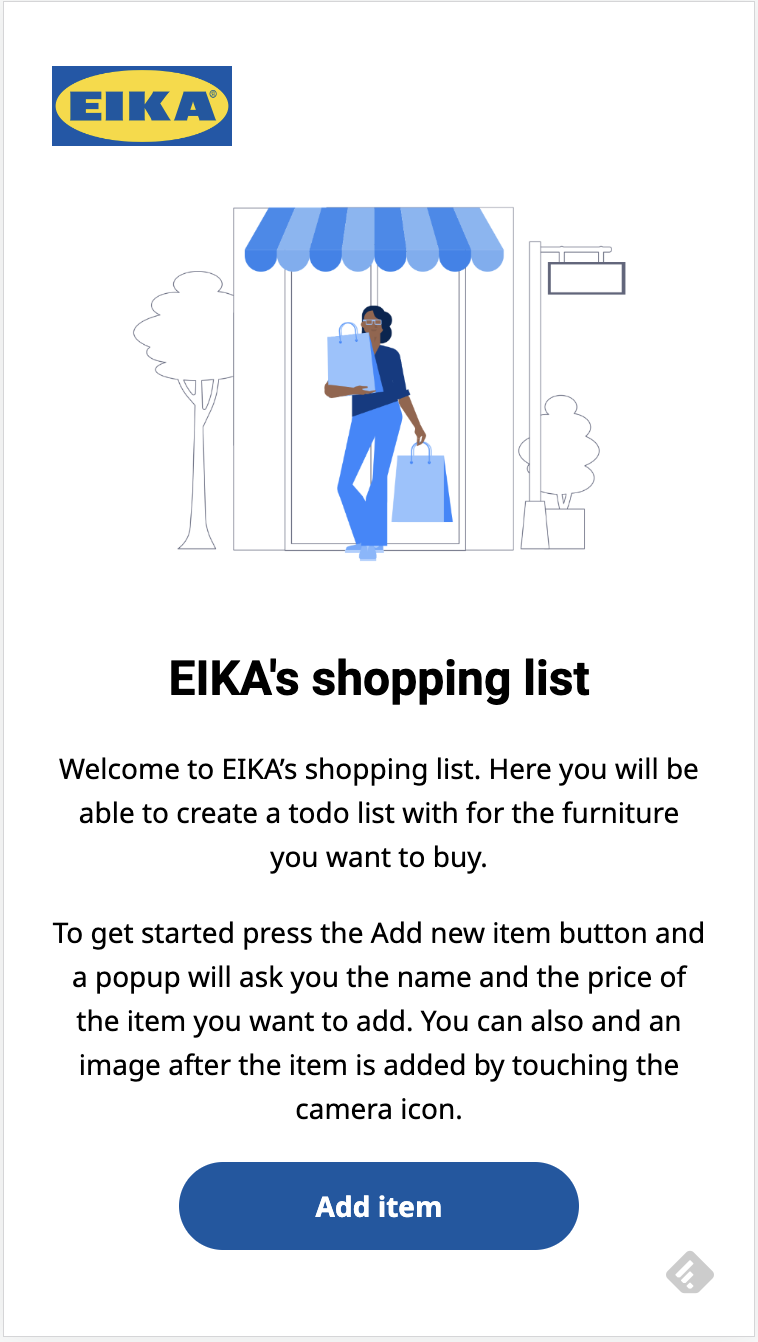 EIKA®
EIKA's shopping list
Welcome to EIKA’s shopping list. Here you will be
able to create a todo list with for the furniture
you want to buy.
To get started press the Add new item button and
a popup will ask you the name and the price of
the item you want to add. You can also and an
image after the item is added by touching the
camera icon.
Add item